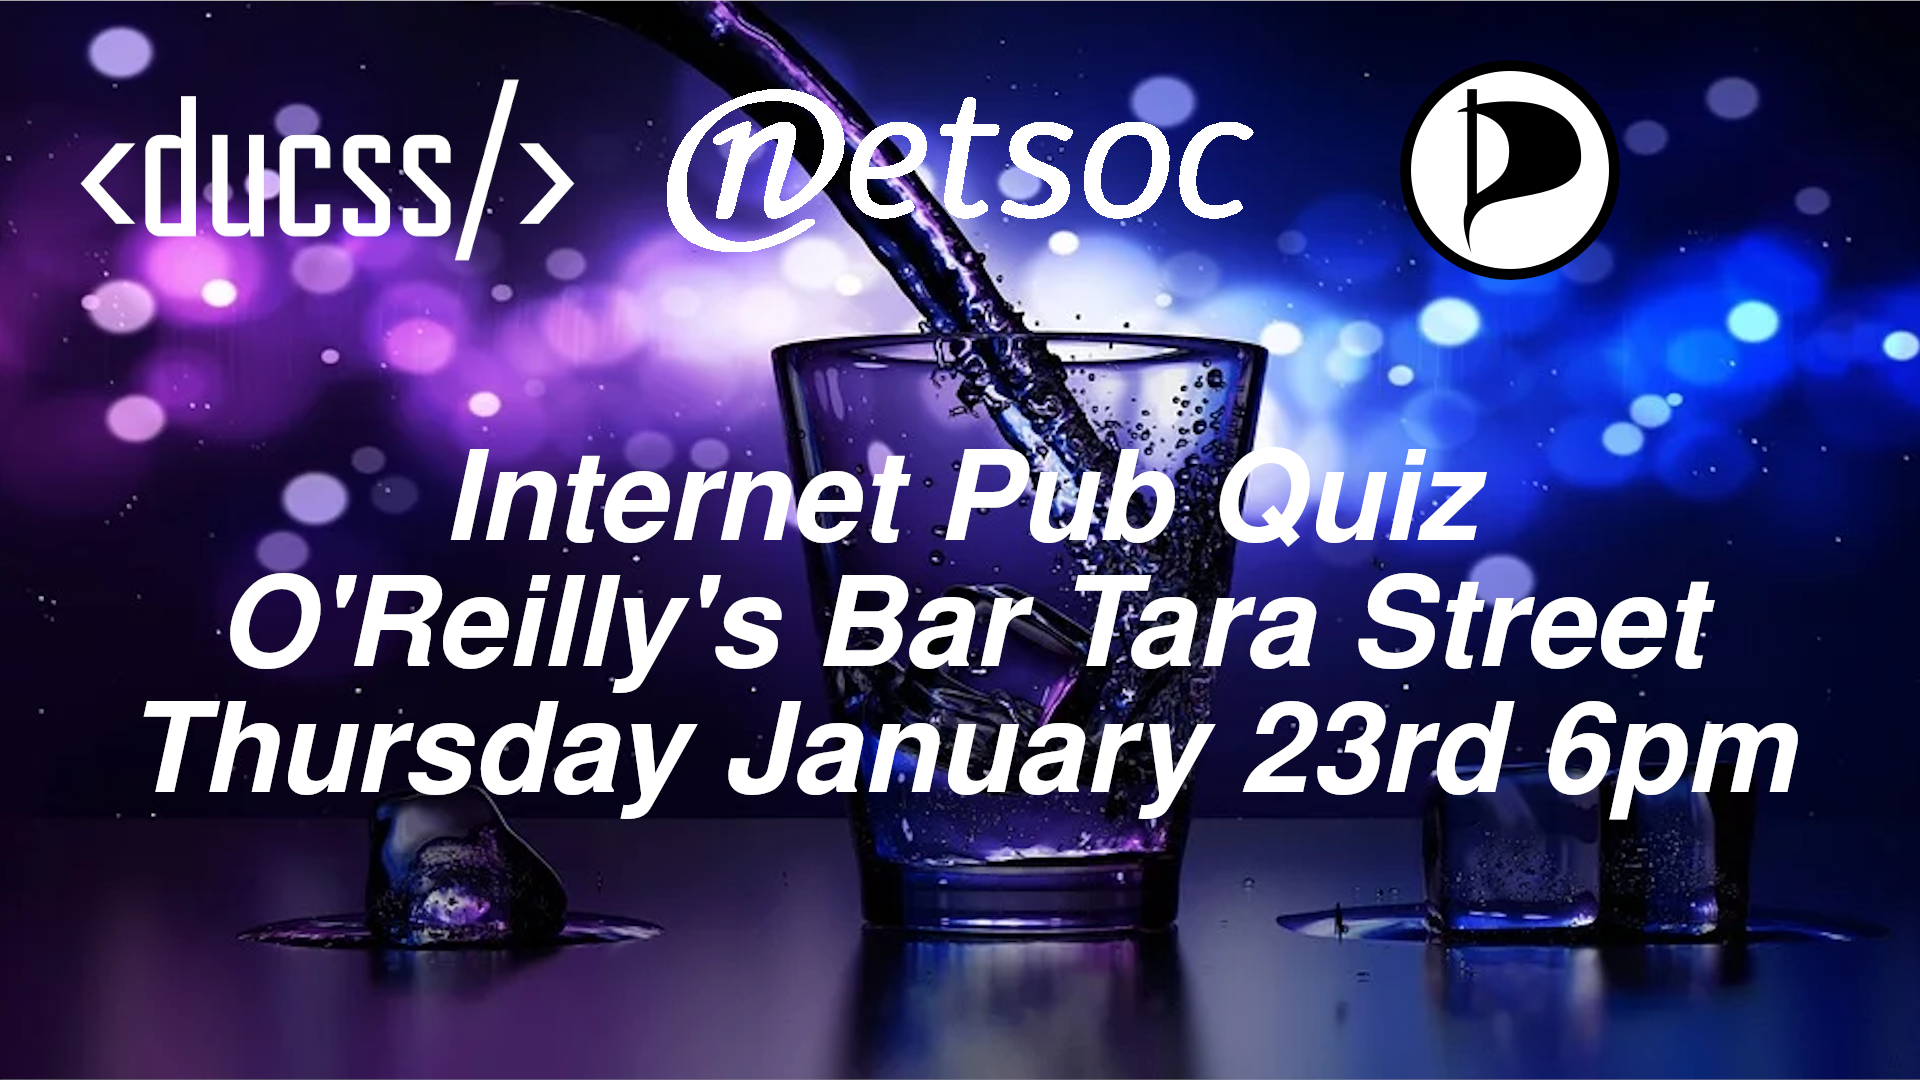 <ducss/> netsoc
Internet Pub Quiz
O'Reilly's Bar Tara Street
Thursday January 23rd 6pm